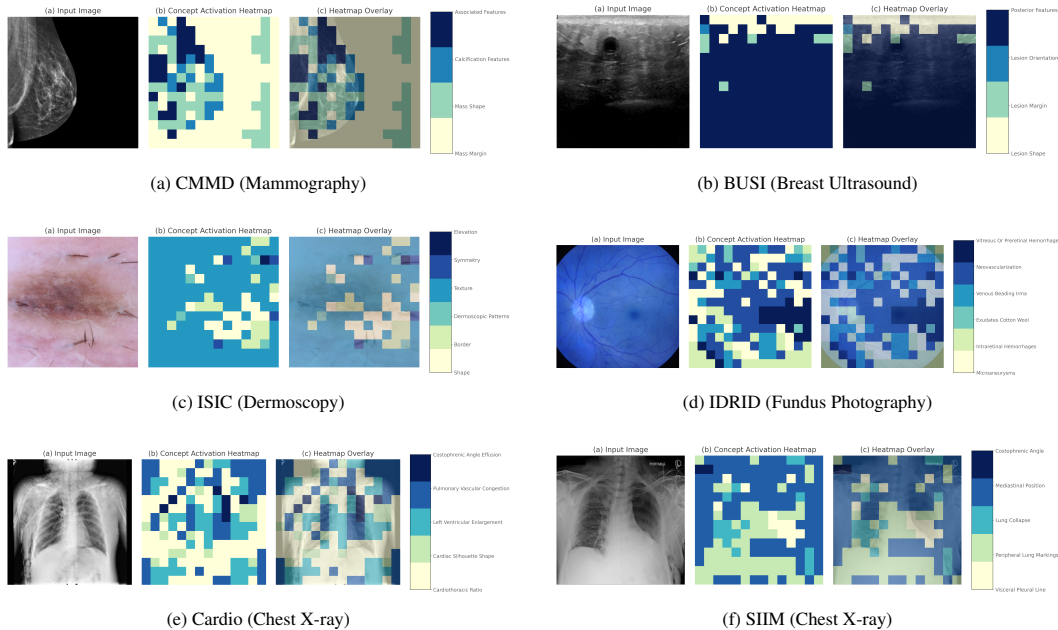 (a) Input Image
(b) Concept Activation Heatmap
(c) Heatmap Overlay
Associated Features
Calcification Features
Mass Shape
Mass Margin
(a) CMMD (Mammography)
(a) Input Image
(b) Concept Activation Heatmap
(c) Heatmap Overlay
Posterior Features
Lesion Orientation
Lesion Margin
Lesion Shape
(b) BUSI (Breast Ultrasound)
(a) Input Image
(b) Concept Activation Heatmap
(c) Heatmap Overlay
Elevation
Symmetry
Texture
Dermoscopic Patterns
Border
Shape
(c) ISIC (Dermoscopy)
(a) Input Image
(b) Concept Activation Heatmap
(c) Heatmap Overlay
Vitreous Or Preretinal Hemorrhage
Neovascularization
Venous Beading Irma
Exudates Cotton Wool
Intraretinal Hemorrhages
Microaneurysms
(d) IDRID (Fundus Photography)
(a) Input Image
(b) Concept Activation Heatmap
(c) Heatmap Overlay
Costophrenic Angle Effusion
Pulmonary Vascular Congestion
Left Ventricular Enlargement
Cardiac Silhouette Shape
Cardiothoracic Ratio
(e) Cardio (Chest X-ray)
(a) Input Image
(b) Concept Activation Heatmap
(c) Heatmap Overlay
Costophrenic Angle
Mediastinal Position
Lung Collapse
Peripheral Lung Markings
Visceral Pleural Line
(f) SIIM (Chest X-ray)